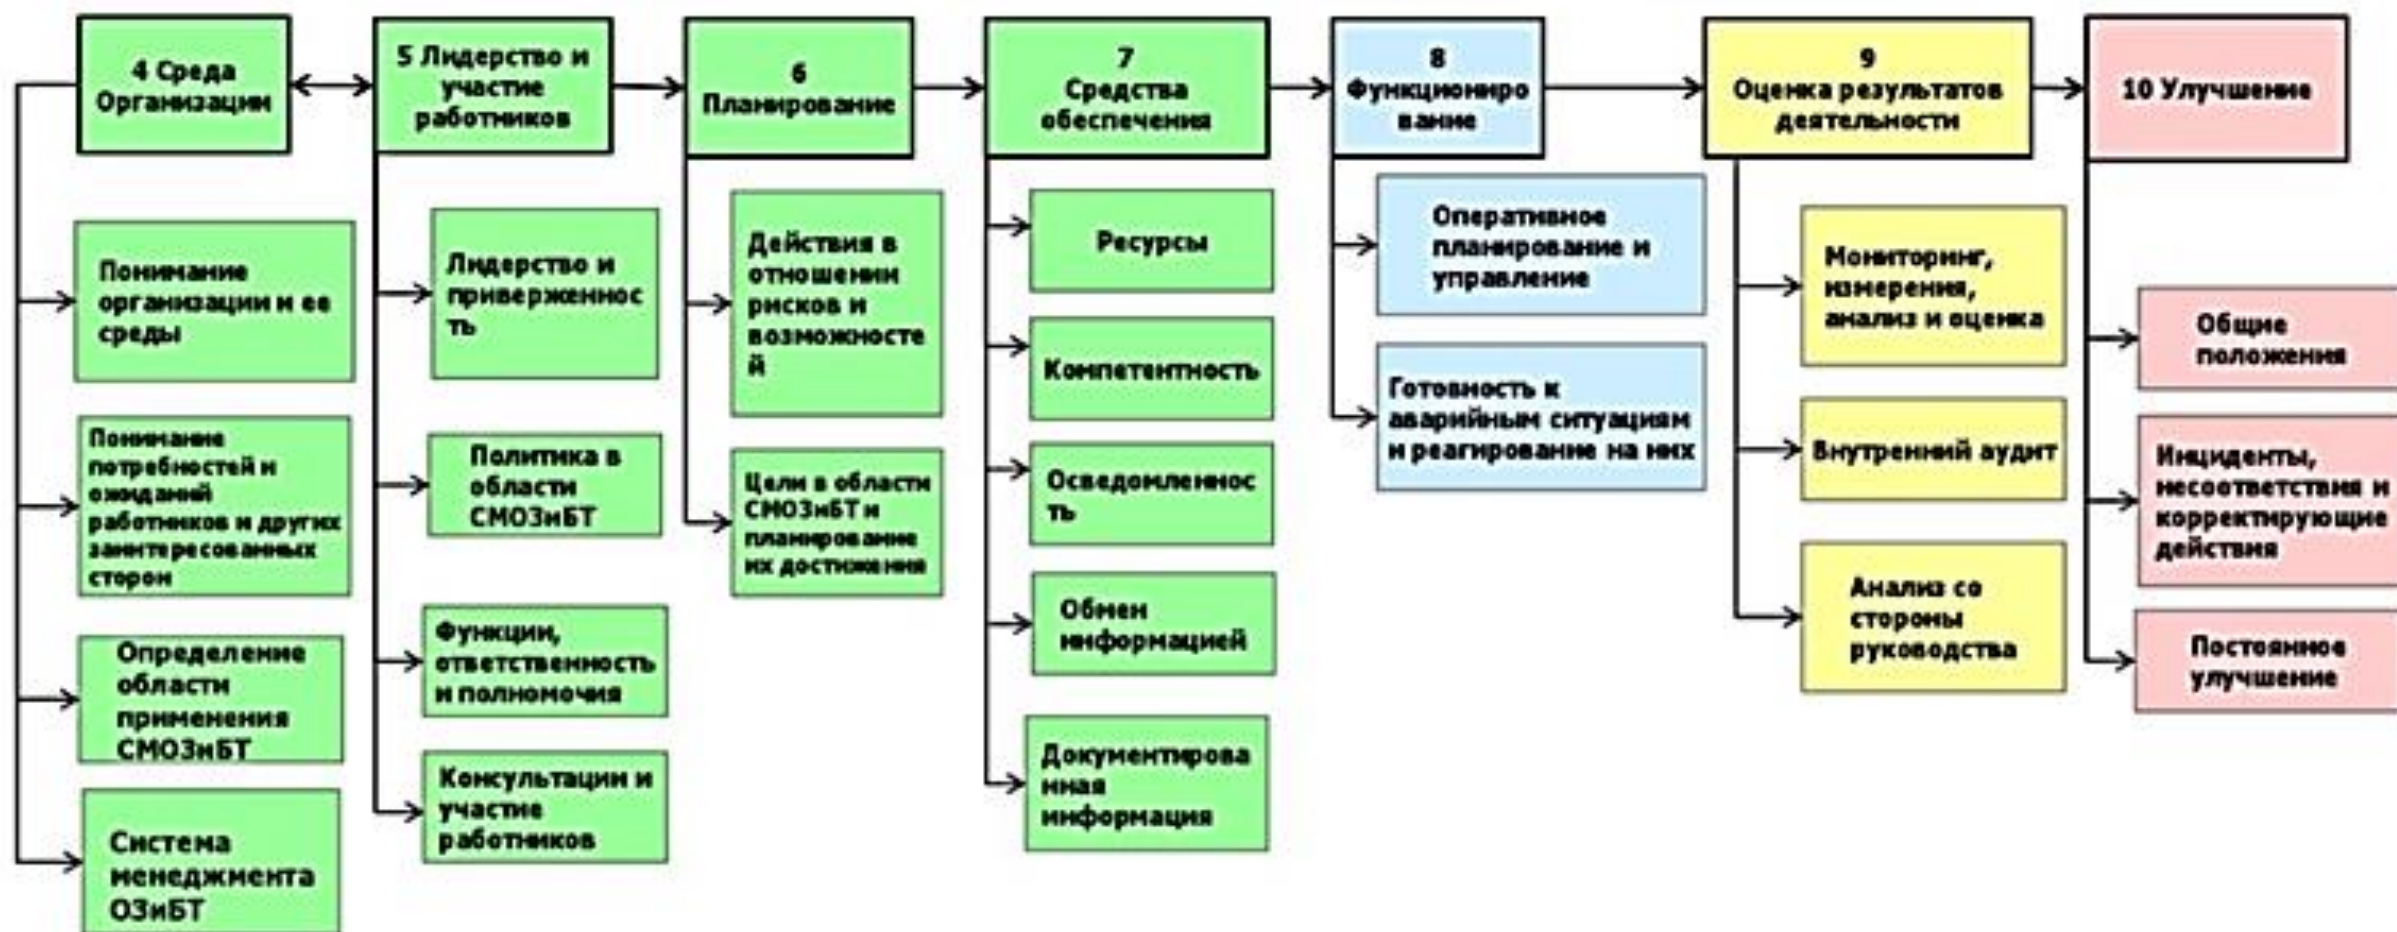 4 Среда
Организации
5 Лидерство и
участие
работников
6
Планирование
7
Средства
обеспечения
8
Функциониро
вание
9
Оценка результатов
деятельности
10 Улучшение
Понимание
организации и ее
среды
Понимание
потребностей и
ожиданий
работников и других
заинтересованных
сторон
Определение
области
применения
СМОЗиБТ
Система
менеджмента
ОЗиБТ
Лидерство и
приверженнос
ть
Политика в
области
СМОЗиБТ
Функции,
ответственность
и полномочия
Консультации и
участие
работников
Действия в
отношении
рисков и
возможносте
й
Цели в области
СМОЗиБТ и
планирование
их достижения
Ресурсы
Компетентность
Осведомленнос
ть
Обмен
информацией
Документирова
нная
информация
Оперативное
планирование и
управление
Готовность к
аварийным ситуациям
и реагирование на них
Мониторинг,
измерения,
анализ и оценка
Внутренний аудит
Анализ со
стороны
руководства
Общие
положения
Инциденты,
несоответствия и
корректирующие
действия
Постоянное
улучшение